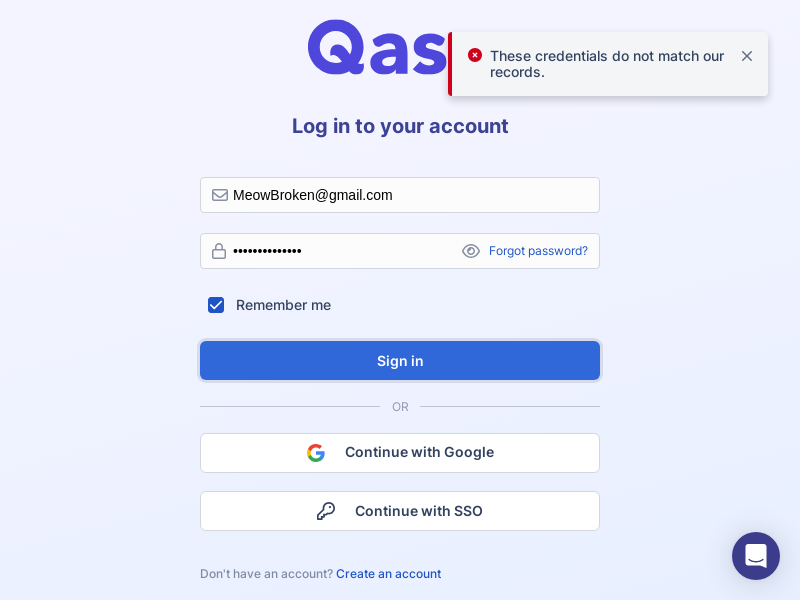 Qas
These credentials do not match our
records.
Log in to your account
MeowBroken@gmail.com
••••••••••••••
Forgot password?
Remember me
Sign in
OR
Continue with Google
Continue with SSO
Don't have an account? Create an account